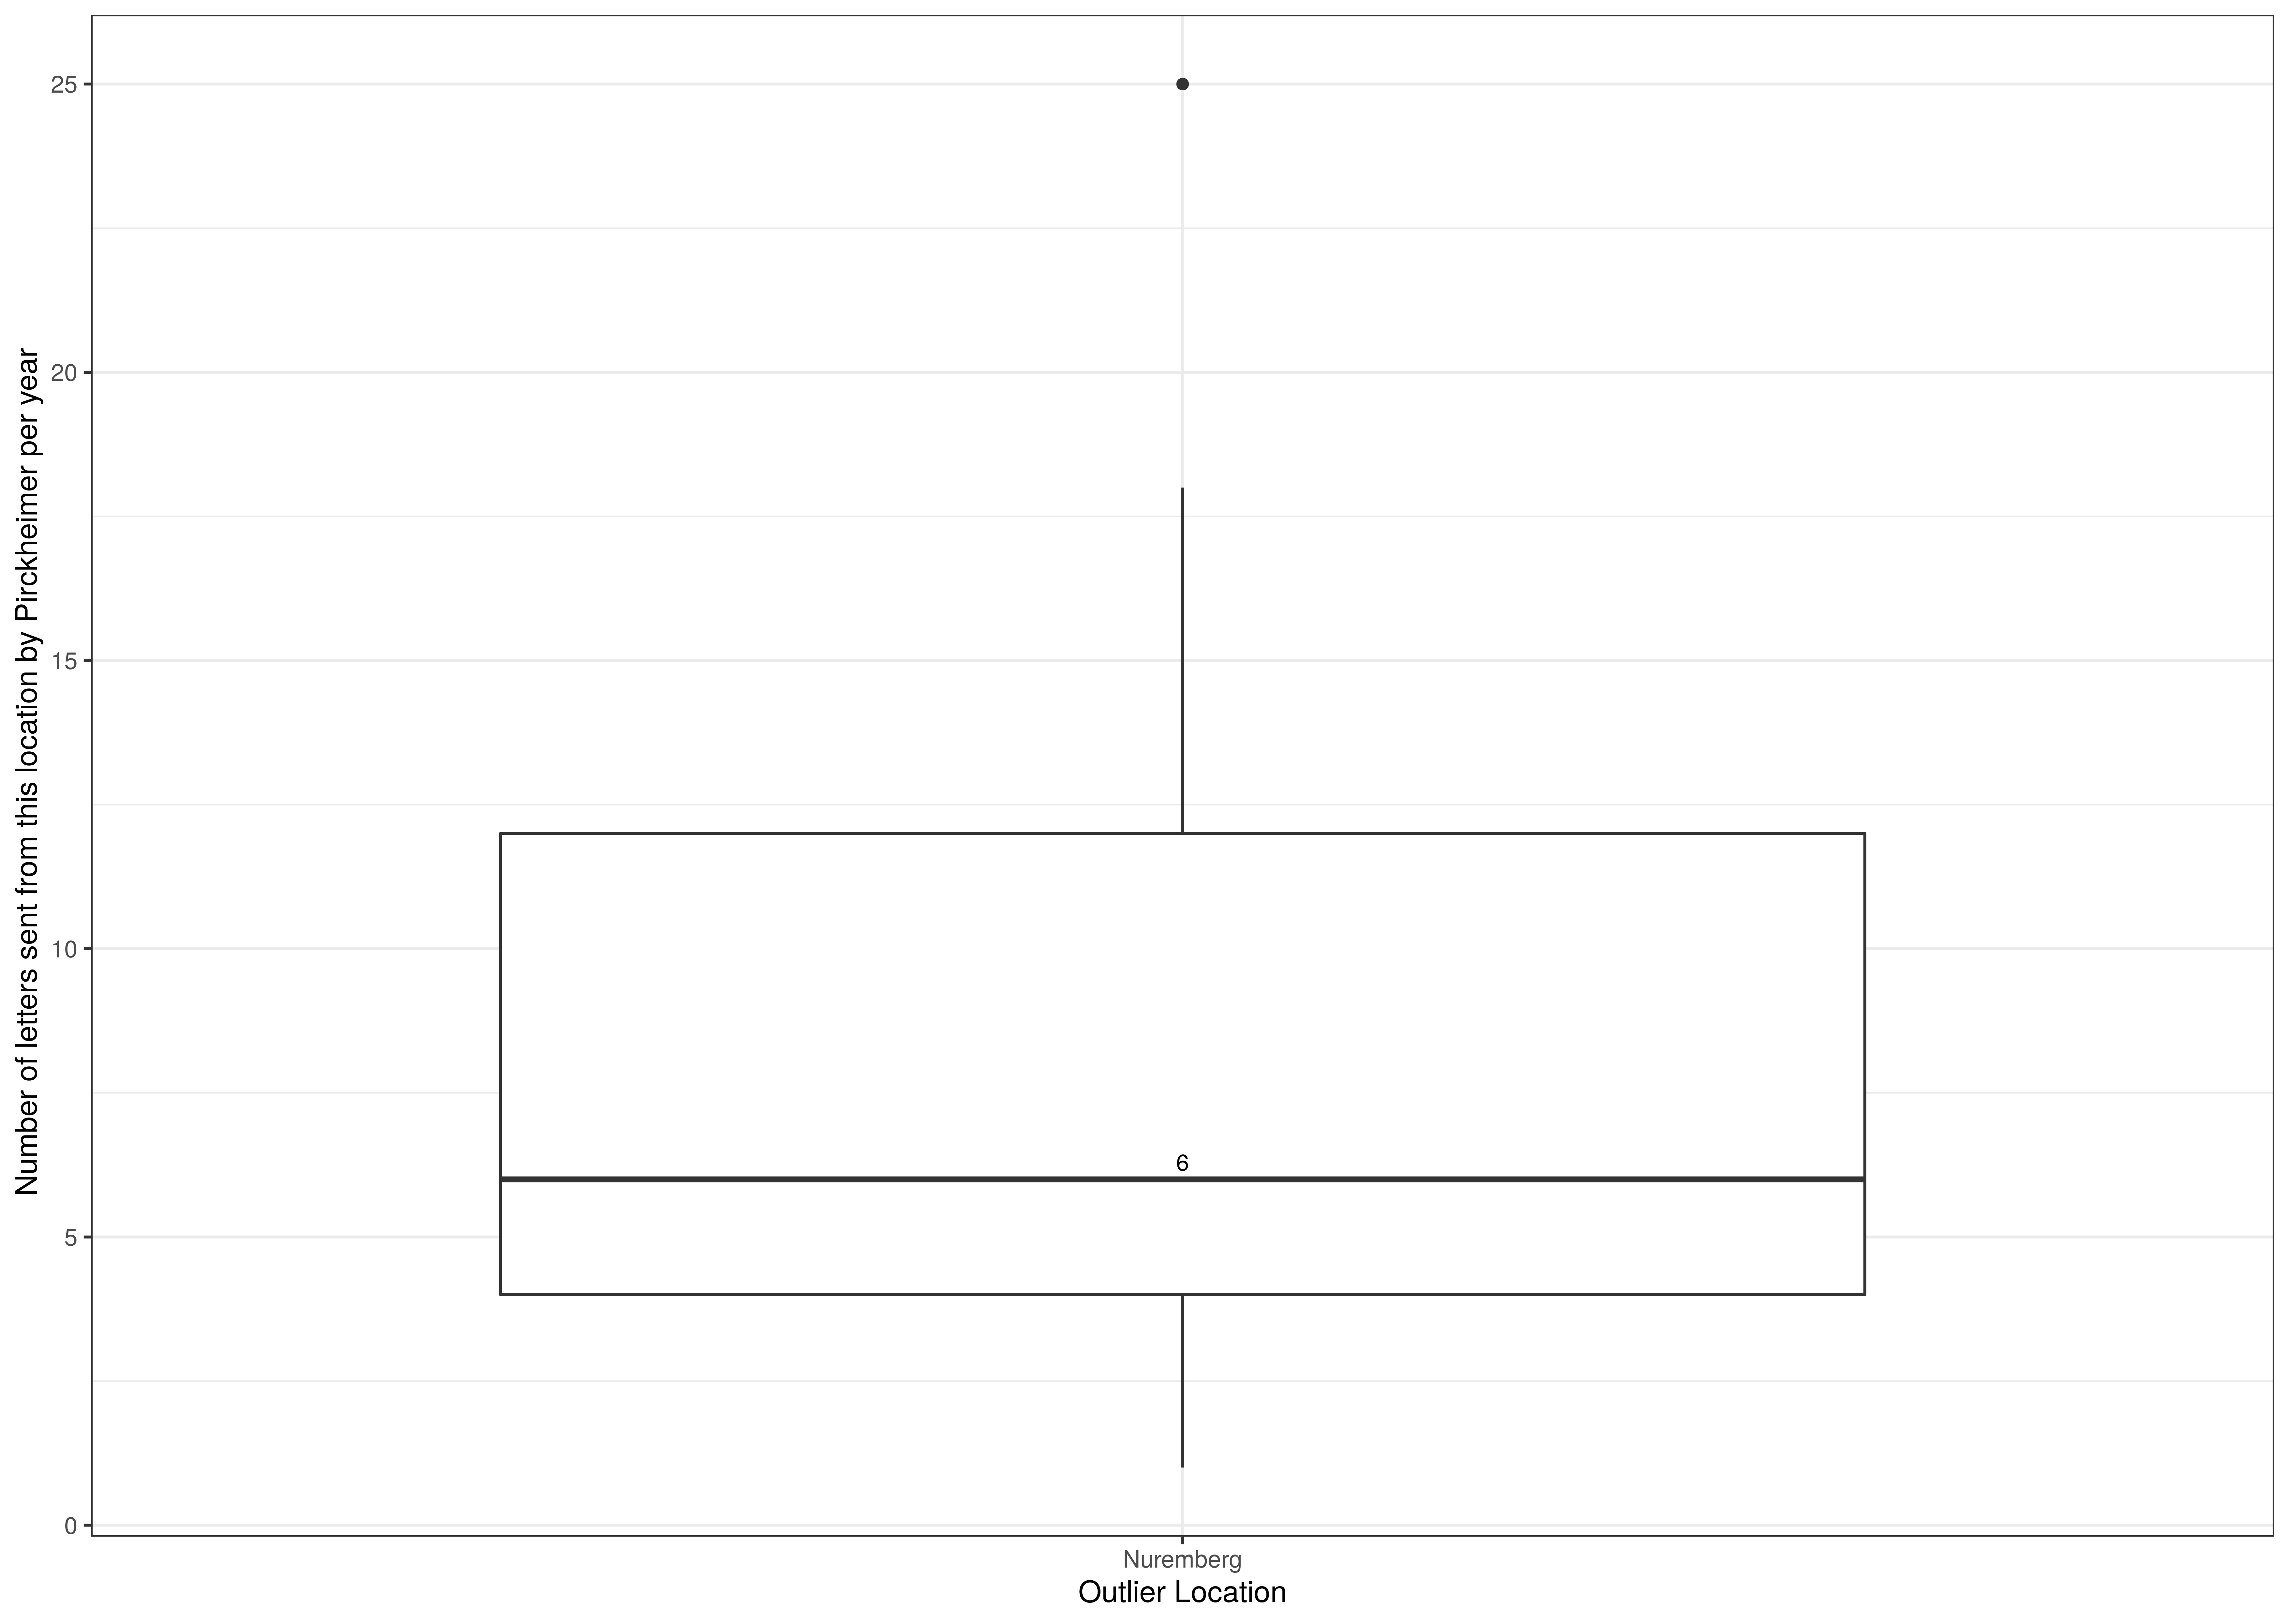 Number of letters sent from this location by Pirckheimer per year
25
20
15
10
5
0
6
Nuremberg
Outlier Location